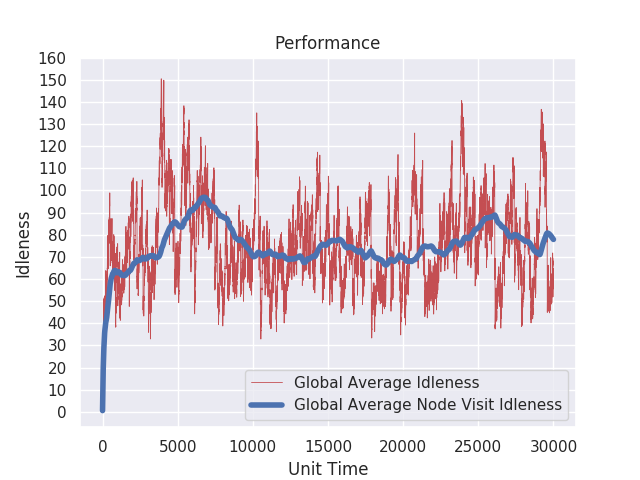 Performance
160
150
140
130
120
110
100
90
80
70
60
50
40
30
20
10
0
Idleness
Global Average Idleness
Global Average Node Visit Idleness
0 5000 10000 15000 20000 25000 30000
Unit Time